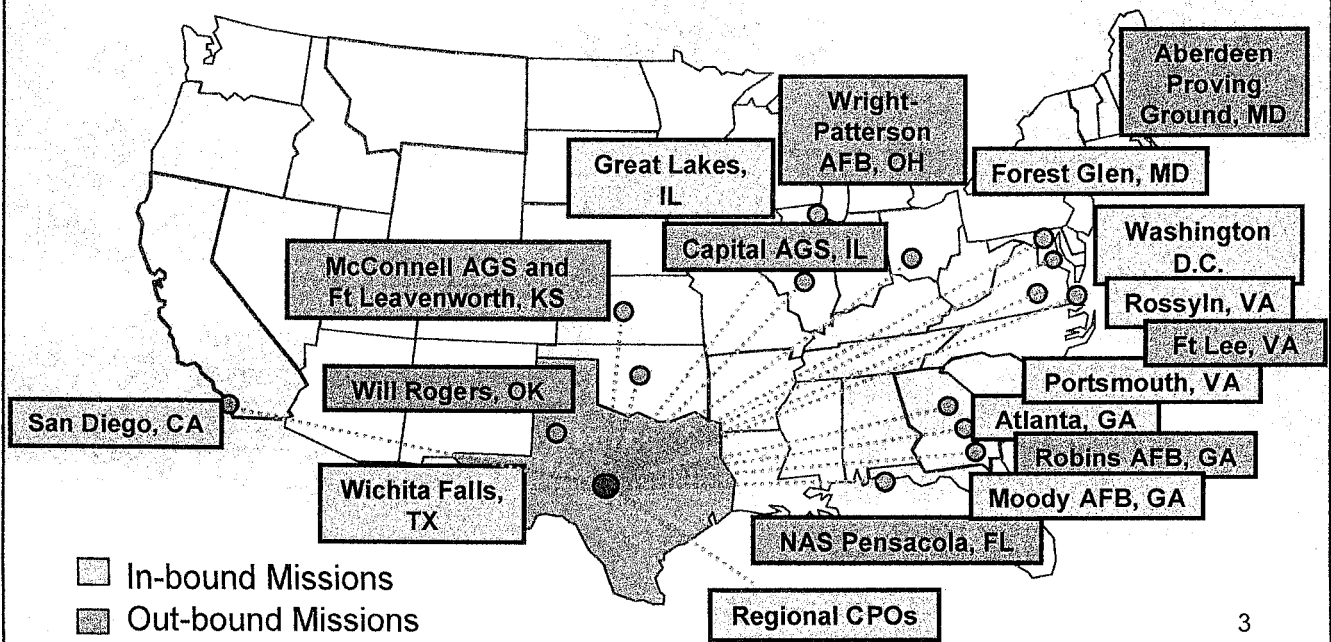 Aberdeen
Proving
Ground, MD
Wright-
Patterson
AFB, OH
Great Lakes,
IL
Forest Glen, MD
Washington
D.C.
Capital AGS, IL
McConnell AGS and
Ft Leavenworth, KS
Rossyln, VA
Ft Lee, VA
Will Rogers, OK
Portsmouth, VA
San Diego, CA
Atlanta, GA
Robins AFB, GA
Wichita Falls,
TX
Moody AFB, GA
NAS Pensacola, FL
In-bound Missions
Out-bound Missions
Regional CPOs
3